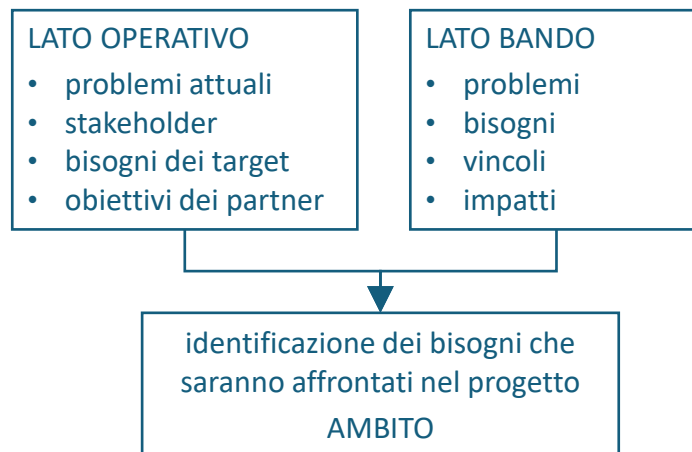 LATO OPERATIVO
• problemi attuali
• stakeholder
• bisogni dei target
• obiettivi dei partner
LATO BANDO
• problemi
• bisogni
• vincoli
• impatti
identificazione dei bisogni che
saranno affrontati nel progetto
AMBITO